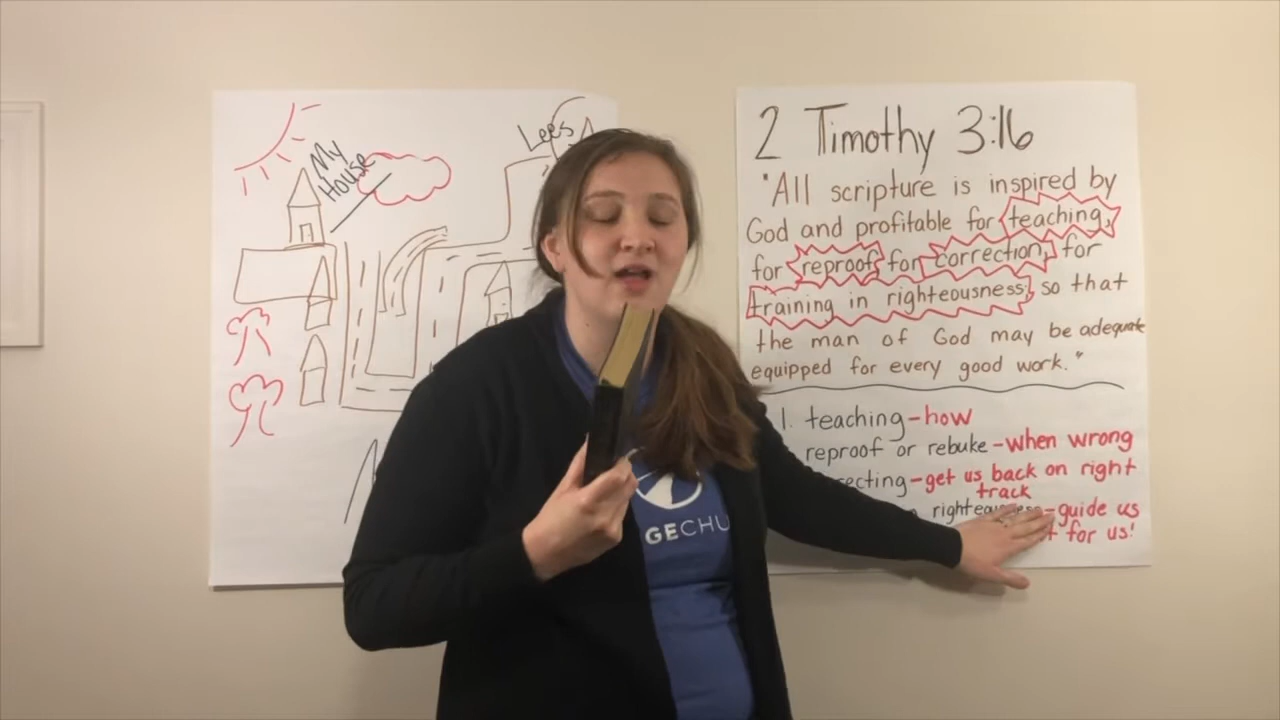 My
House
Lees
2 Timothy 3:16
"All scripture is inspired by
God and profitable for teaching,
for reproof, for correction, for
training in righteousness, so that
the man of God may be adequate
equipped for every good work."
1. teaching-how
reproof or rebuke-when wrong
-get us back on right
track
-guide us
for us!
GECHU